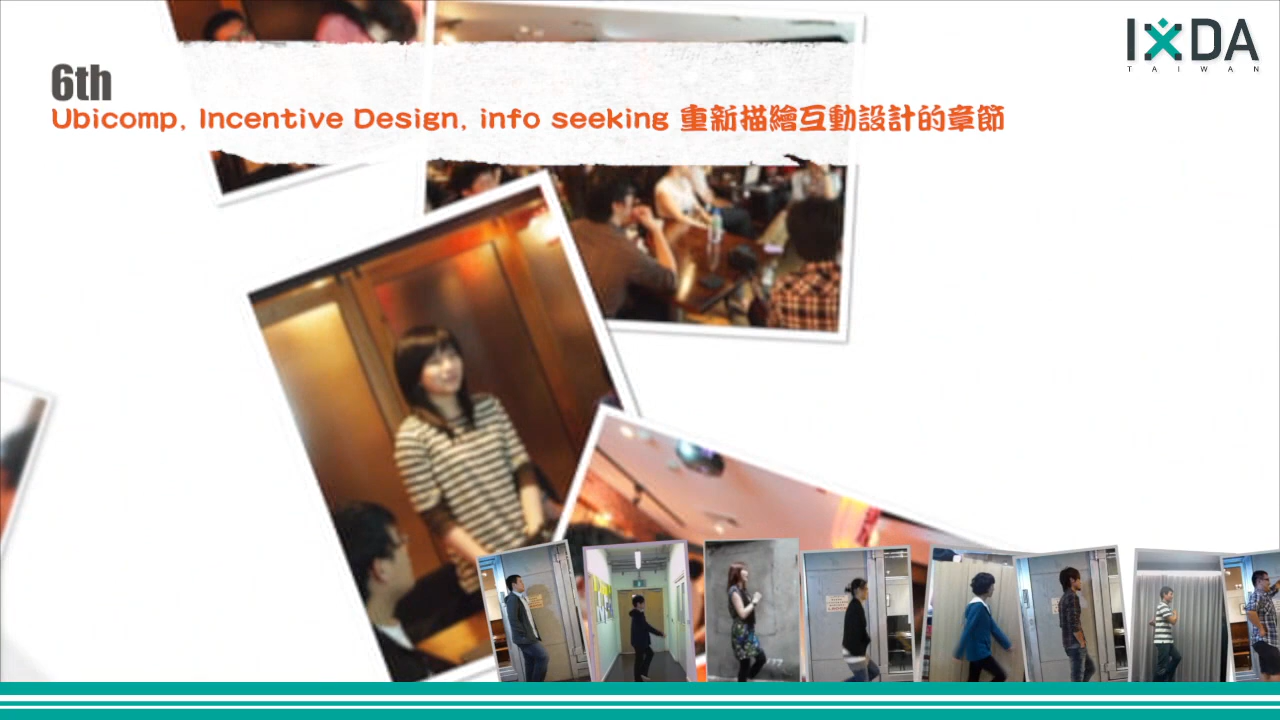 IXDA
TAIWAN
6th
Ubicomp, Incentive Design, info seeking 重新描繪互動設計的章節